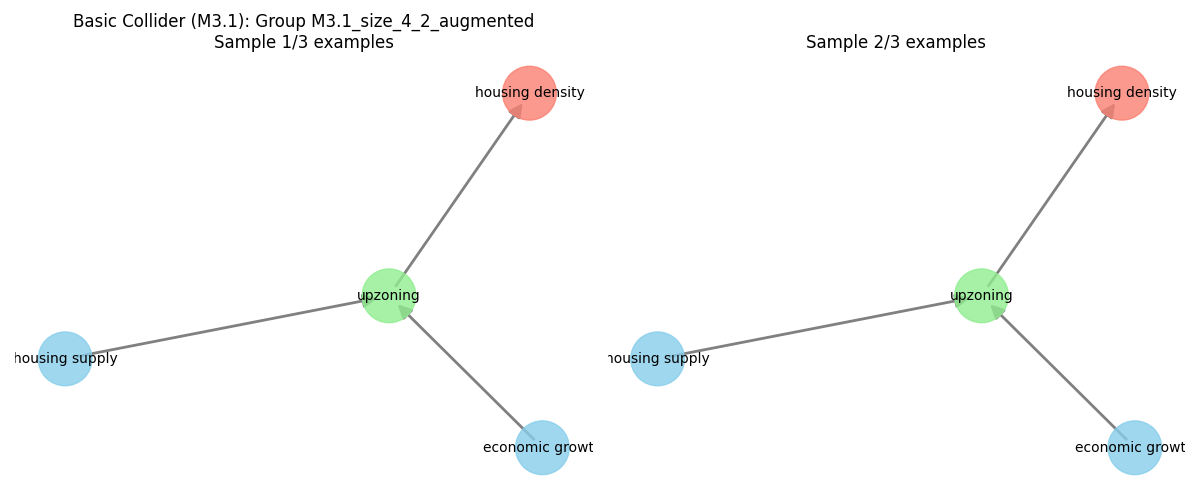 Basic Collider (M3.1): Group M3.1_size_4_2_augmented
Sample 1/3 examples
housing density
upzoning
housing supply
economic growt
Sample 2/3 examples
housing density
upzoning
housing supply
economic growt